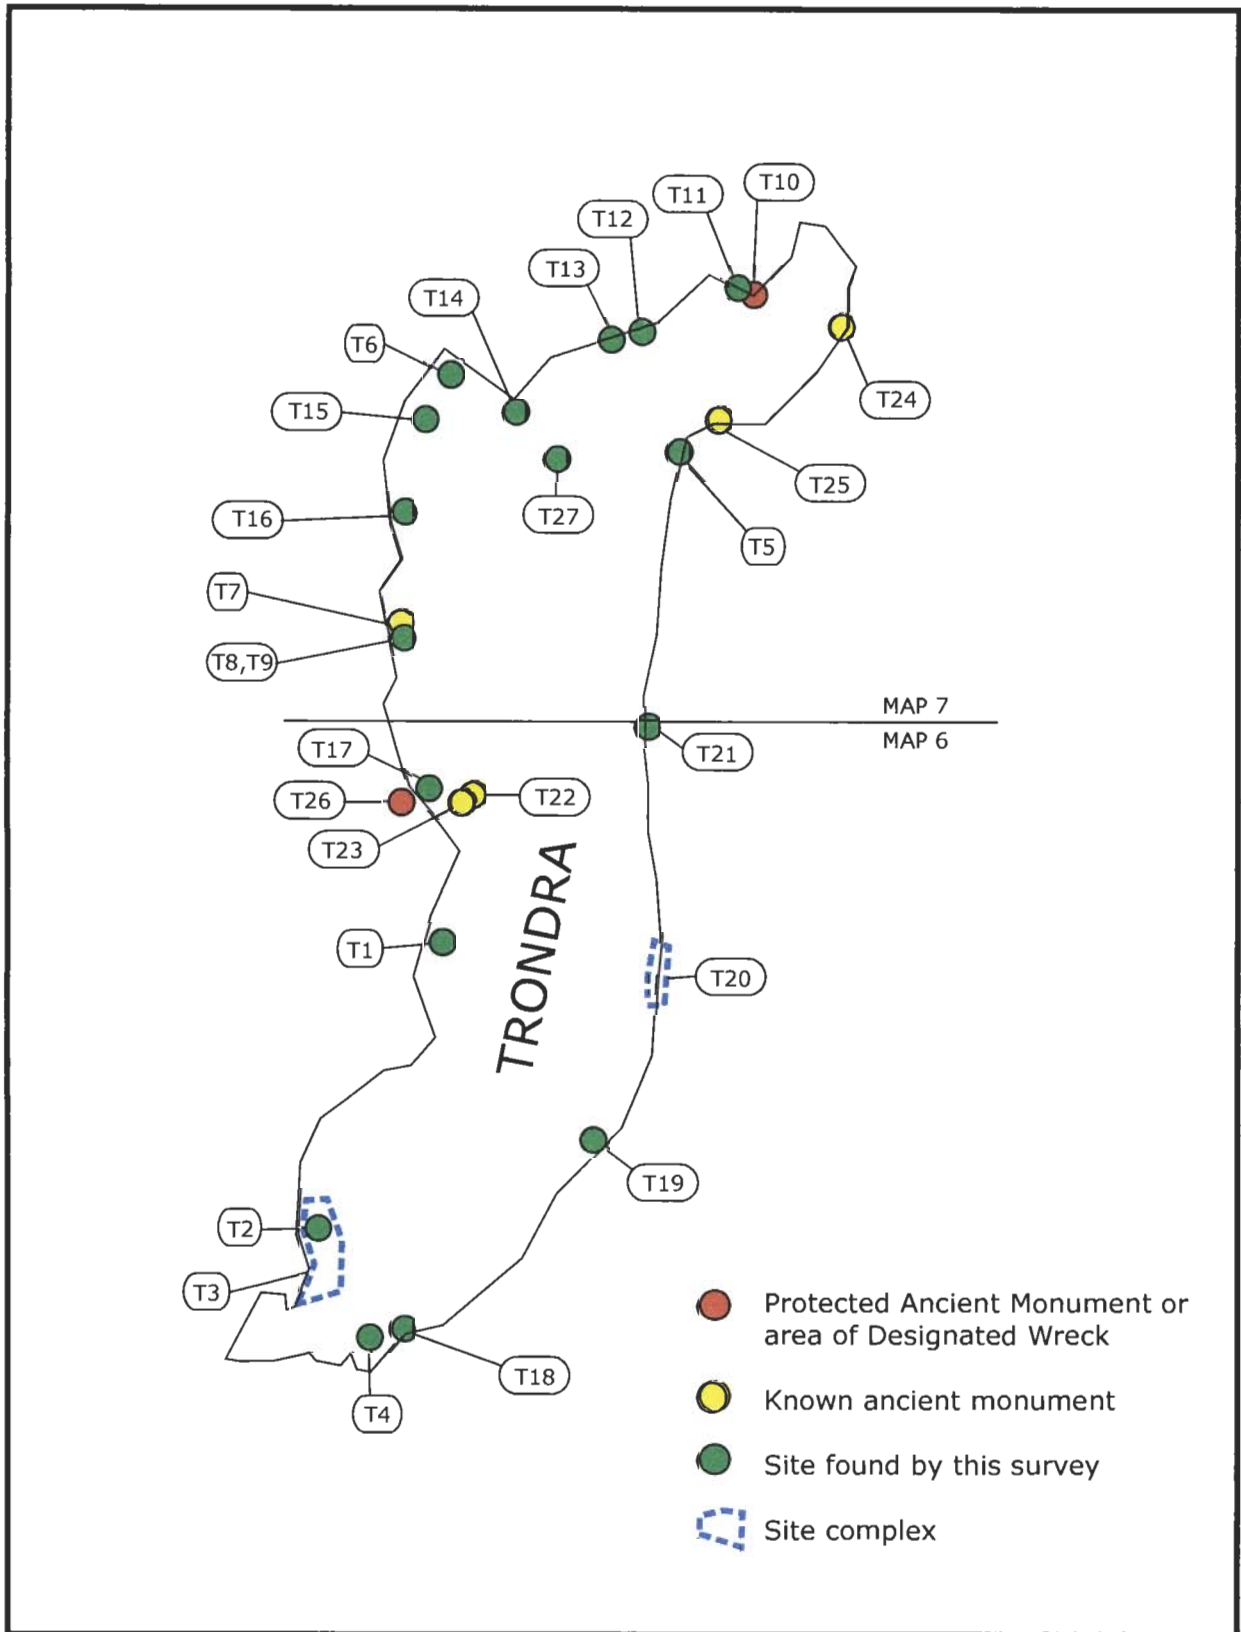 T10
T11
T12
T13
T14
T6
T15
T24
T25
T27
T16
T5
T7
T8,T9
MAP 7
MAP 6
T17
T21
T26
T22
T23
TRONDRA
T1
T20
T19
T2
T3
T18
T4
Protected Ancient Monument or
area of Designated Wreck
Known ancient monument
Site found by this survey
Site complex